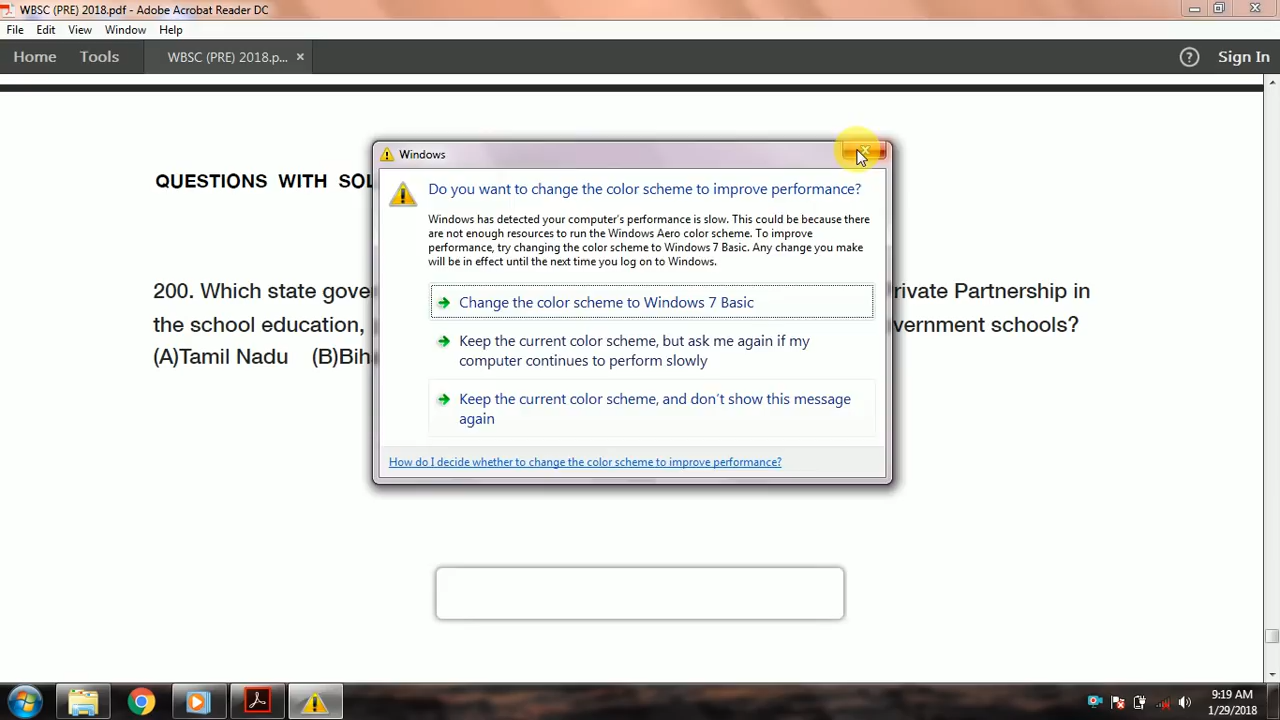 WBSC (PRE) 2018.pdf - Adobe Acrobat Reader DC
File Edit View Window Help
Home Tools WBSC (PRE) 2018.p... × ? Sign In
Windows
QUESTIONS WITH
Do you want to change the color scheme to improve performance?
Windows has detected your computer's performance is slow. This could be because there
are not enough resources to run the Windows Aero color scheme. To improve
performance, try changing the color scheme to Windows 7 Basic. Any change you make
will be in effect until the next time you log on to Windows.
200. Which state Partnership in
the school education, schools?
(A)Tamil Nadu (B)
Change the color scheme to Windows 7 Basic
Keep the current color scheme, but ask me again if my
computer continues to perform slowly
Keep the current color scheme, and don't show this message
again
How do I decide whether to change the color scheme to improve performance?
9:19 AM
1/29/2018